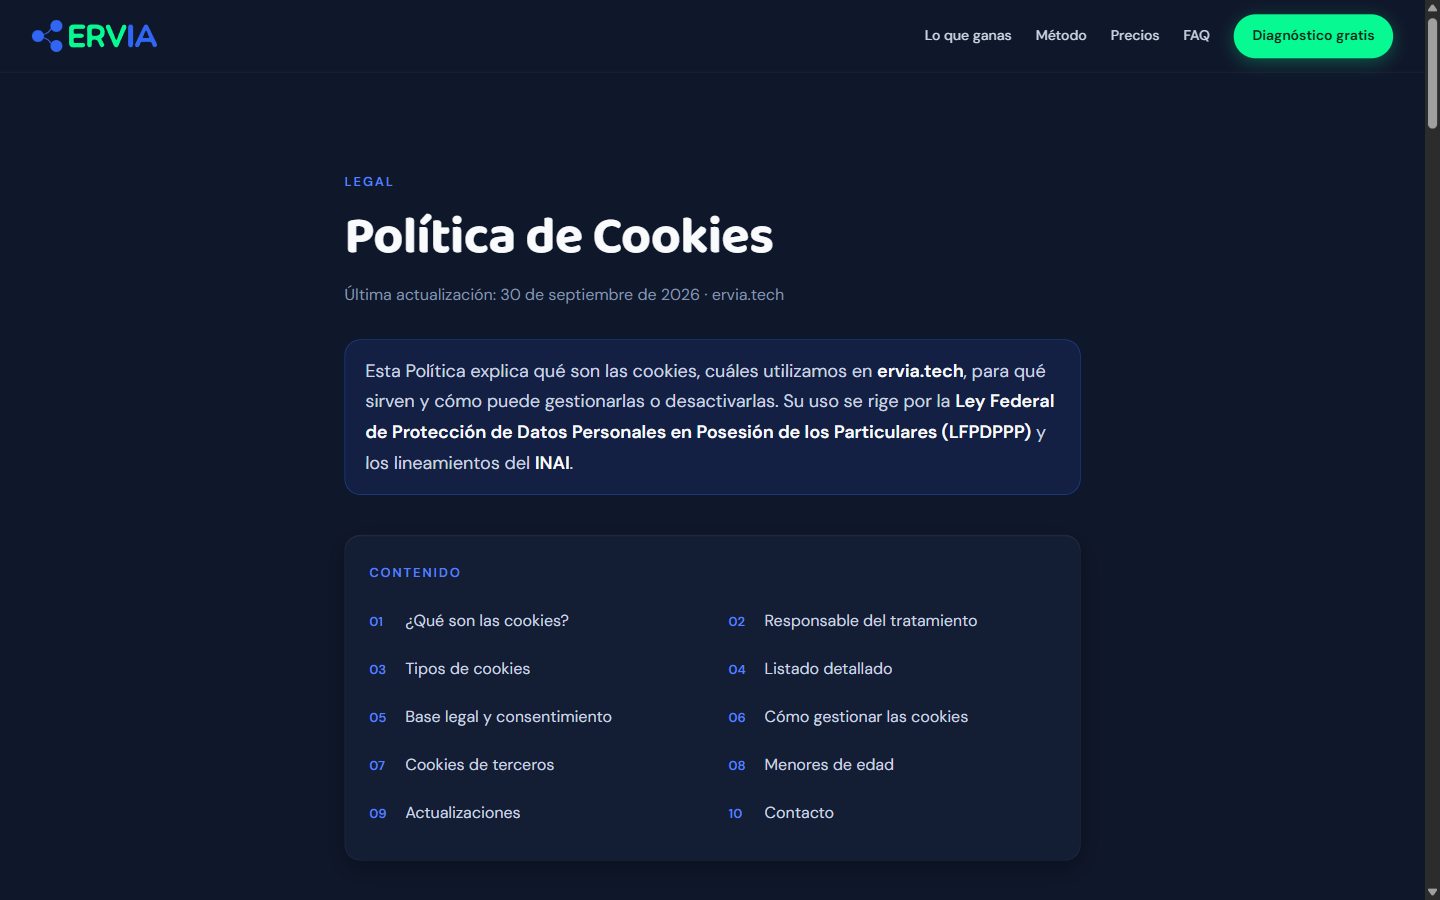 ERVIA
Lo que ganas
Método
Precios
FAQ
Diagnóstico gratis
LEGAL
Política de Cookies
Última actualización: 30 de septiembre de 2026 · ervia.tech
Esta Política explica qué son las cookies, cuáles utilizamos en ervia.tech, para qué
sirven y cómo puede gestionarlas o desactivarlas. Su uso se rige por la Ley Federal
de Protección de Datos Personales en Posesión de los Particulares (LFPDPPP) y
los lineamientos del INAI.
CONTENIDO
01 ¿Qué son las cookies?
02 Responsable del tratamiento
03 Tipos de cookies
04 Listado detallado
05 Base legal y consentimiento
06 Cómo gestionar las cookies
07 Cookies de terceros
08 Menores de edad
09 Actualizaciones
10 Contacto